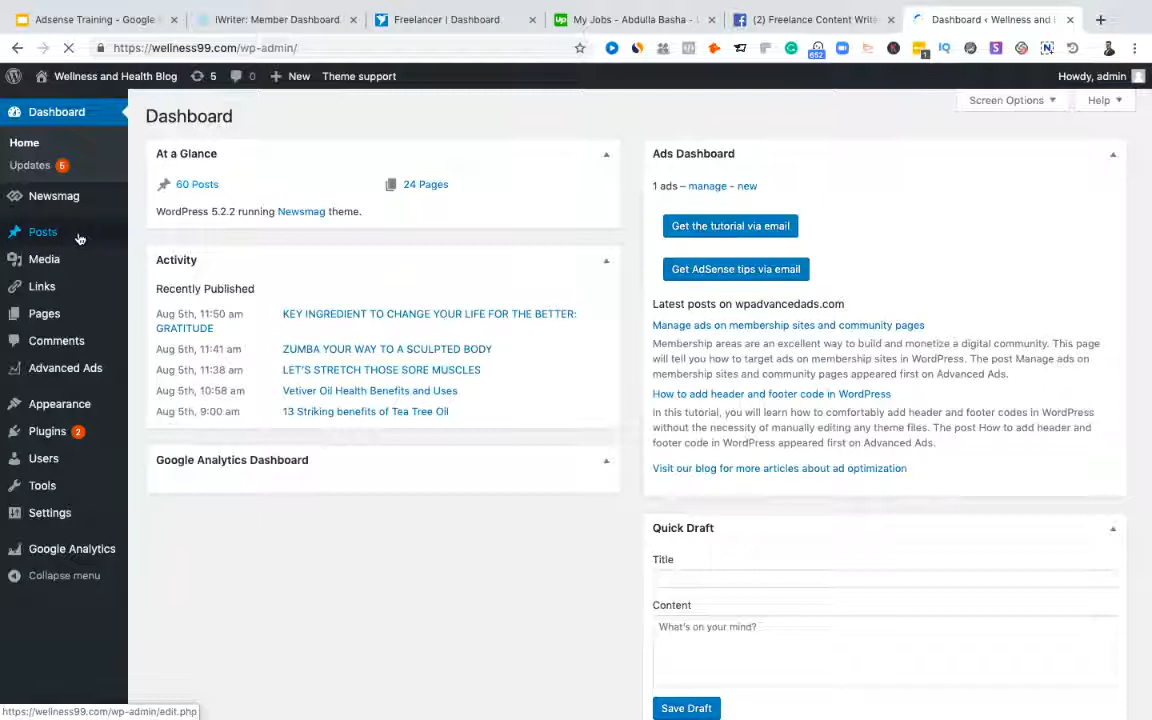 Adsense Training - Google
iWriter: Member Dashboard
Freelancer | Dashboard
My Jobs - Abdulla Basha -
(2) Freelance Content Write
Dashboard ‹ Wellness and
https://wellness99.com/wp-admin/
652
1
IQ
Wellness and Health Blog
5
0
New
Theme support
Howdy, admin
Dashboard
Home
Updates 5
Newsmag
Posts
Media
Links
Pages
Comments
Advanced Ads
Appearance
Plugins 2
Users
Tools
Settings
Google Analytics
Collapse menu
Screen Options
Help
Dashboard
At a Glance
60 Posts
24 Pages
WordPress 5.2.2 running Newsmag theme.
Activity
Recently Published
Aug 5th, 11:50 am KEY INGREDIENT TO CHANGE YOUR LIFE FOR THE BETTER:
GRATITUDE
Aug 5th, 11:41 am ZUMBA YOUR WAY TO A SCULPTED BODY
Aug 5th, 11:38 am LET'S STRETCH THOSE SORE MUSCLES
Aug 5th, 10:58 am Vetiver Oil Health Benefits and Uses
Aug 5th, 9:00 am 13 Striking benefits of Tea Tree Oil
Google Analytics Dashboard
Ads Dashboard
1 ads – manage - new
Get the tutorial via email
Get AdSense tips via email
Latest posts on wpadvancedads.com
Manage ads on membership sites and community pages
Membership areas are an excellent way to build and monetize a digital community. This page
will tell you how to target ads on membership sites in WordPress. The post Manage ads on
membership sites and community pages appeared first on Advanced Ads.
How to add header and footer code in WordPress
In this tutorial, you will learn how to comfortably add header and footer codes in WordPress
without the necessity of manually editing any theme files. The post How to add header and
footer code in WordPress appeared first on Advanced Ads.
Visit our blog for more articles about ad optimization
Quick Draft
Title
Content
What's on your mind?
Save Draft
https://wellness99.com/wp-admin/edit.php